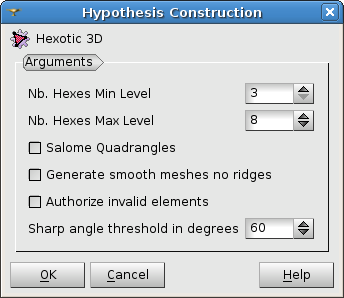 Hypothesis Construction
Hexotic 3D
Arguments
Nb. Hexes Min Level 3
Nb. Hexes Max Level 8
Salome Quadrangles
Generate smooth meshes no ridges
Authorize invalid elements
Sharp angle threshold in degrees 60
OK Cancel Help